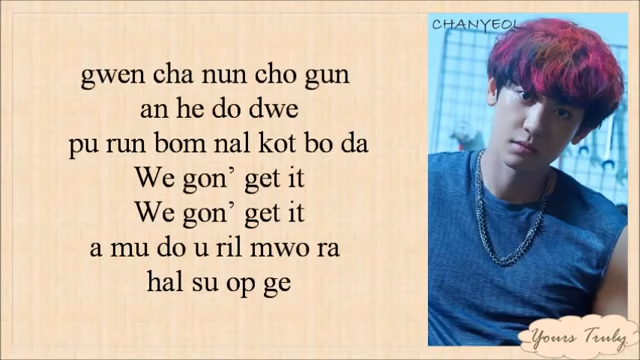 CHANYEOL
gwen cha nun cho gun
an he do dwe
pu run bom nal kot bo da
We gon’ get it
We gon’ get it
a mu do u ril mwo ra
hal su op ge
Yours Truly